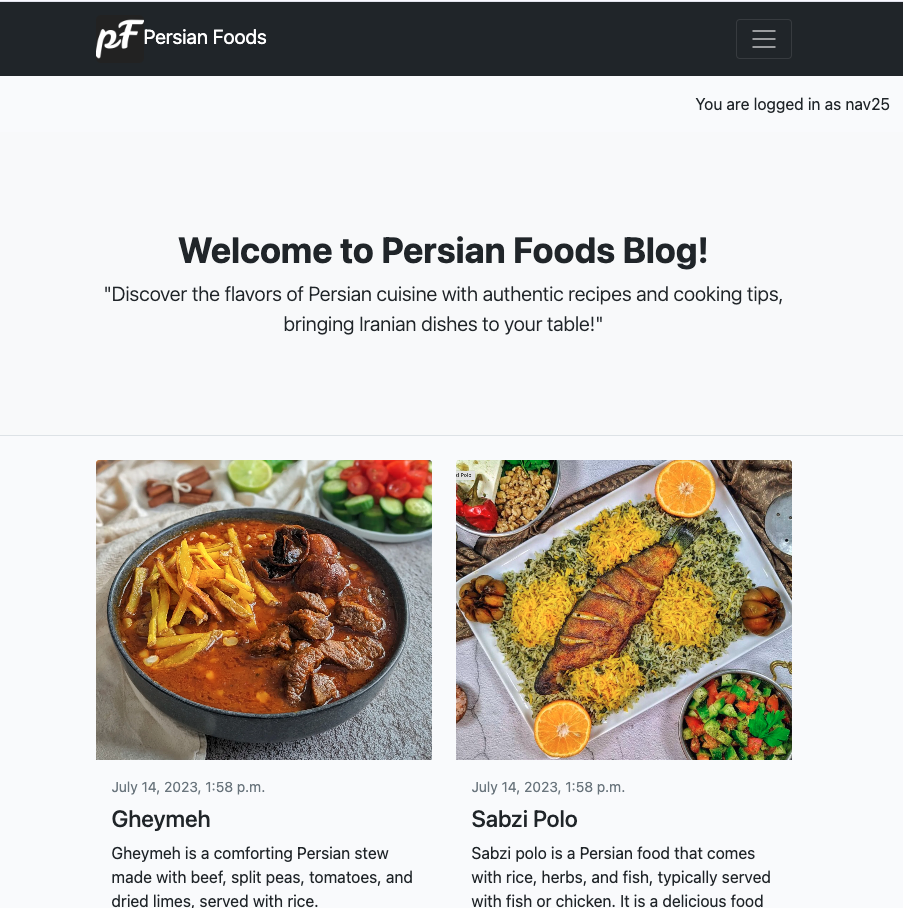 pF Persian Foods
You are logged in as nav25
Welcome to Persian Foods Blog!
"Discover the flavors of Persian cuisine with authentic recipes and cooking tips,
bringing Iranian dishes to your table!"
July 14, 2023, 1:58 p.m.
Gheymeh
Gheymeh is a comforting Persian stew
made with beef, split peas, tomatoes, and
dried limes, served with rice.
July 14, 2023, 1:58 p.m.
Sabzi Polo
Sabzi polo is a Persian food that comes
with rice, herbs, and fish, typically served
with fish or chicken. It is a delicious food